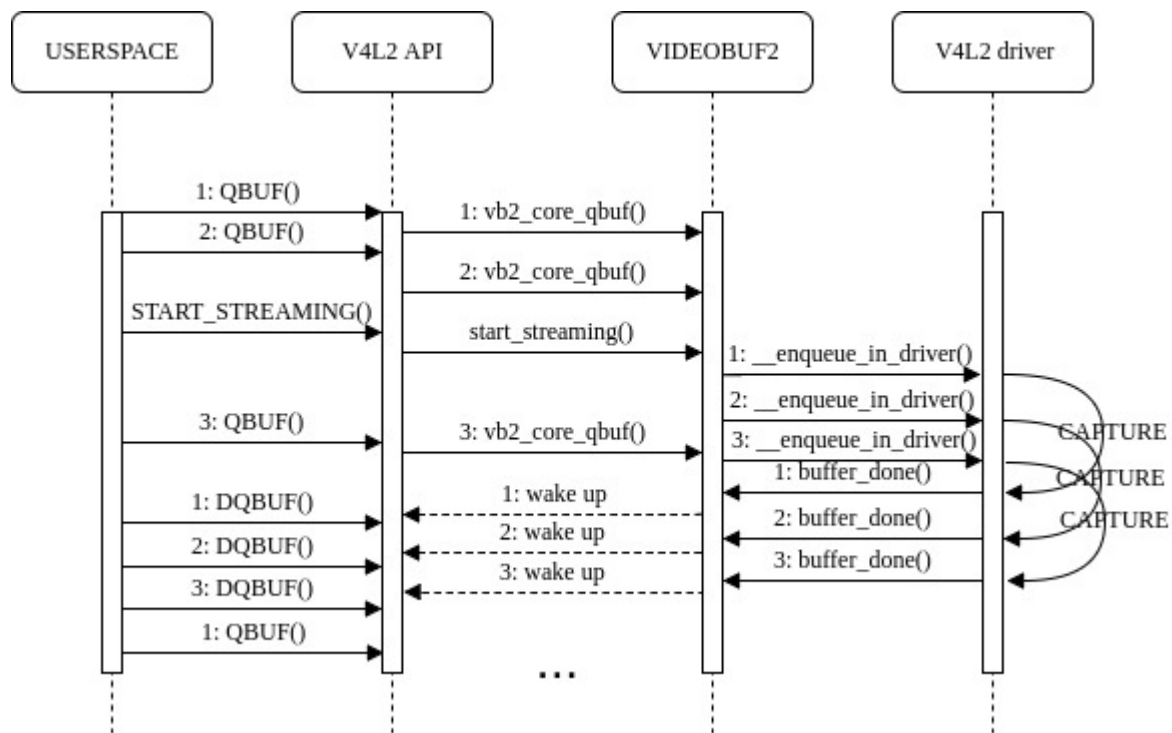 USERSPACE
V4L2 API
VIDEOBUF2
V4L2 driver
1: QBUF()
1: vb2_core_qbuf()
2: QBUF()
2: vb2_core_qbuf()
START_STREAMING()
start_streaming()
1: __enqueue_in_driver()
2: __enqueue_in_driver()
3: QBUF()
3: vb2_core_qbuf()
CAPTURE
3: __enqueue_in_driver()
1: buffer_done()
CAPTURE
1: wake up
1: DQBUF()
2: buffer_done()
CAPTURE
2: wake up
2: DQBUF()
3: buffer_done()
3: wake up
3: DQBUF()
1: QBUF()
...